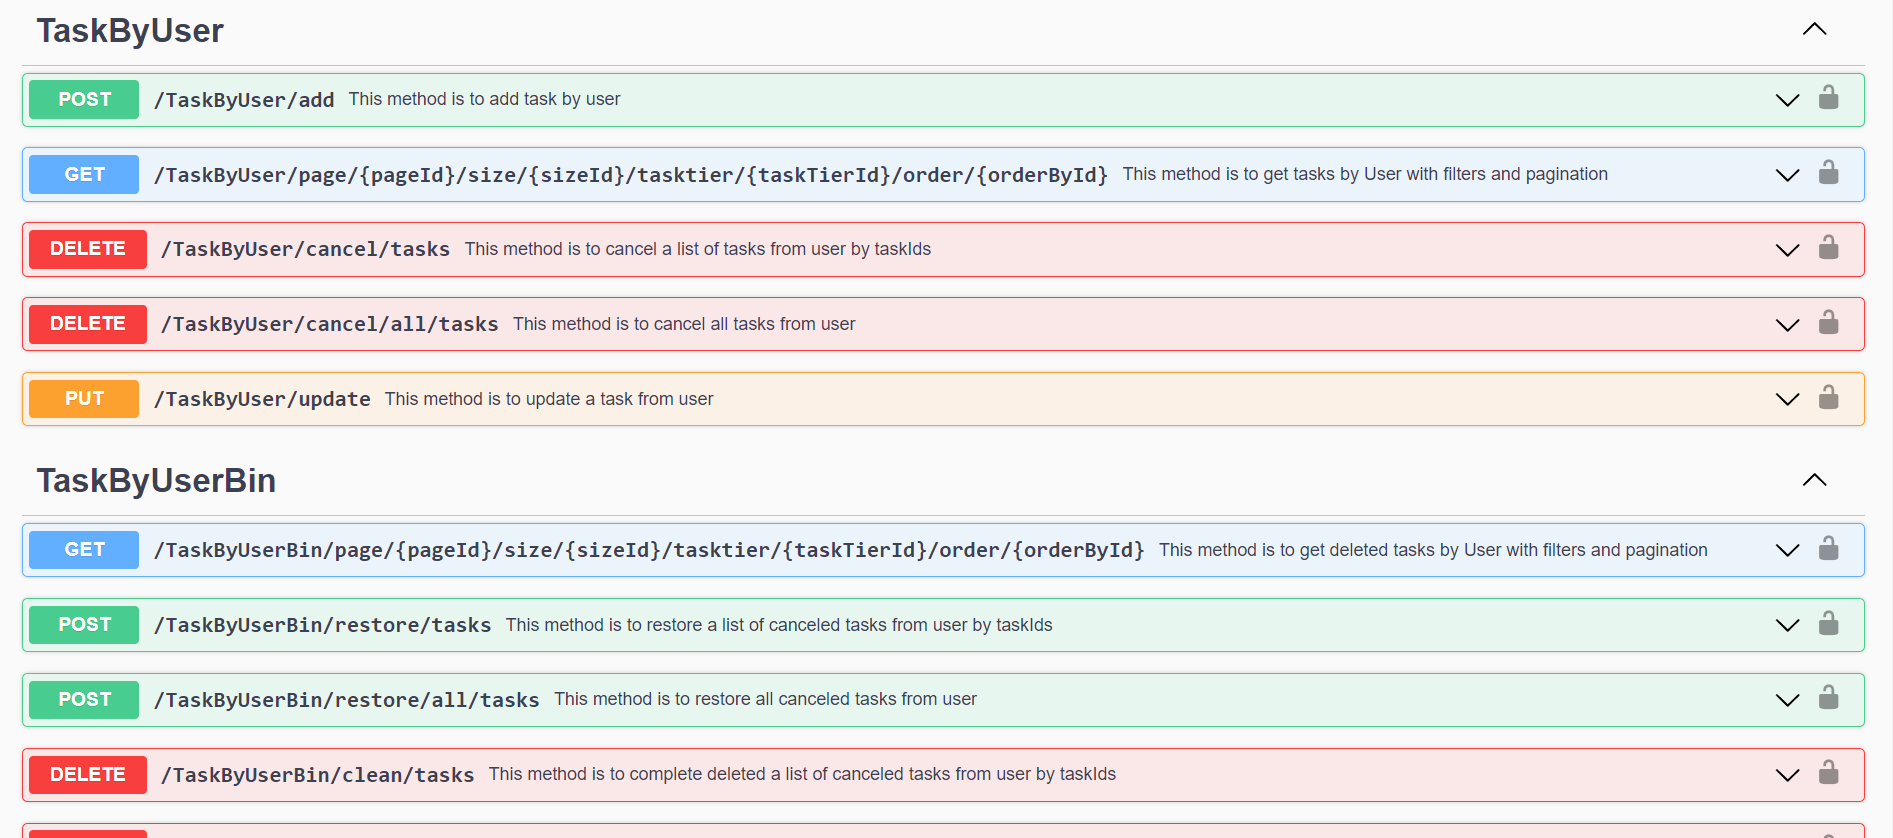 TaskByUser
POST /TaskByUser/add This method is to add task by user
GET /TaskByUser/page/{pageId}/size/{sizeId}/tasktier/{taskTierId}/order/{orderById} This method is to get tasks by User with filters and pagination
DELETE /TaskByUser/cancel/tasks This method is to cancel a list of tasks from user by taskIds
DELETE /TaskByUser/cancel/all/tasks This method is to cancel all tasks from user
PUT /TaskByUser/update This method is to update a task from user
TaskByUserBin
GET /TaskByUserBin/page/{pageId}/size/{sizeId}/tasktier/{taskTierId}/order/{orderById} This method is to get deleted tasks by User with filters and pagination
POST /TaskByUserBin/restore/tasks This method is to restore a list of canceled tasks from user by taskIds
POST /TaskByUserBin/restore/all/tasks This method is to restore all canceled tasks from user
DELETE /TaskByUserBin/clean/tasks This method is to complete deleted a list of canceled tasks from user by taskIds